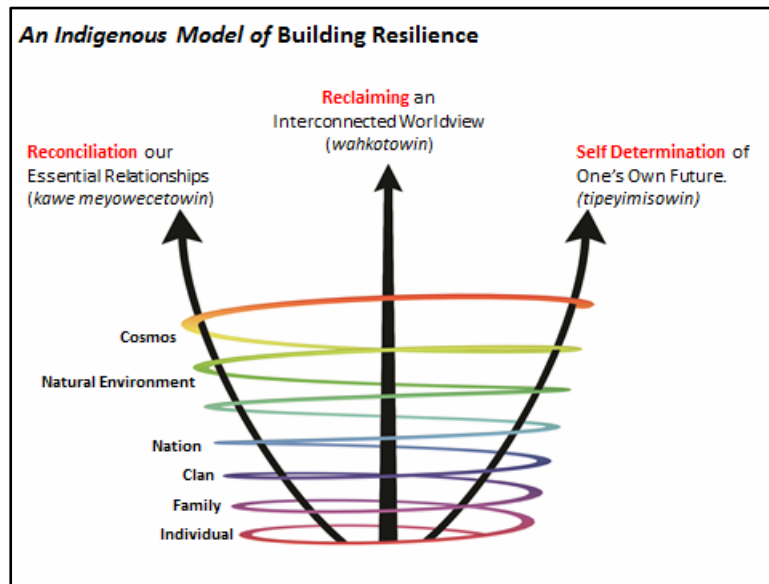 An Indigenous Model of Building Resilience
Reclaiming an
Interconnected Worldview
(wahkotowin)
Reconciliation our
Essential Relationships
(kawe meyowecetowin)
Self Determination of
One's Own Future.
(tipeyimisowin)
Cosmos
Natural Environment
Nation
Clan
Family
Individual